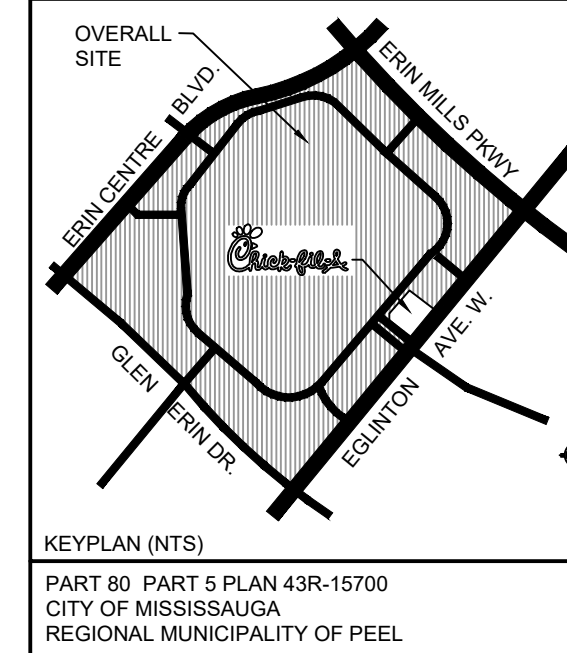 OVERALL
SITE
ERIN CENTRE BLVD.
ERIN MILLS PKWY
Chick-fil-A
GLEN ERIN DR.
EGLINTON AVE. W.
KEYPLAN (NTS)
PART 80 PART 5 PLAN 43R-15700
CITY OF MISSISSAUGA
REGIONAL MUNICIPALITY OF PEEL